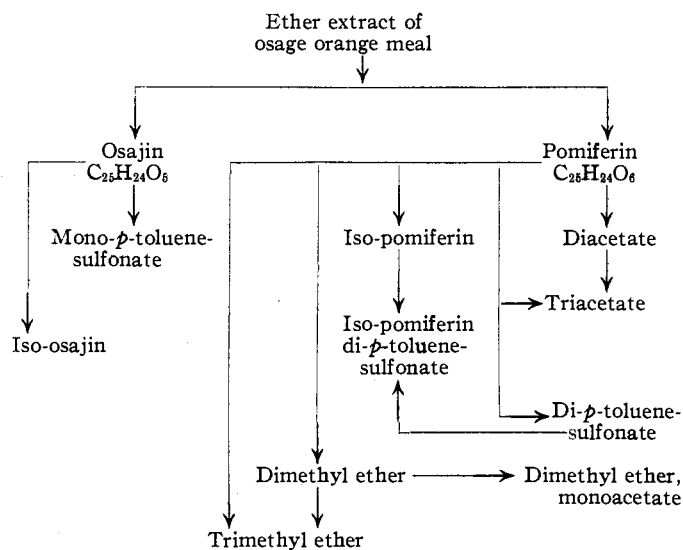 Ether extract of
osage orange meal
Osajin
C₂₅H₂₄O₅
Pomiferin
C₂₅H₂₄O₆
Mono-p-toluene-
sulfonate
Iso-pomiferin
Diacetate
Triacetate
Iso-osajin
Iso-pomiferin
di-p-toluene-
sulfonate
Di-p-toluene-
sulfonate
Dimethyl ether
Dimethyl ether,
monoacetate
Trimethyl ether